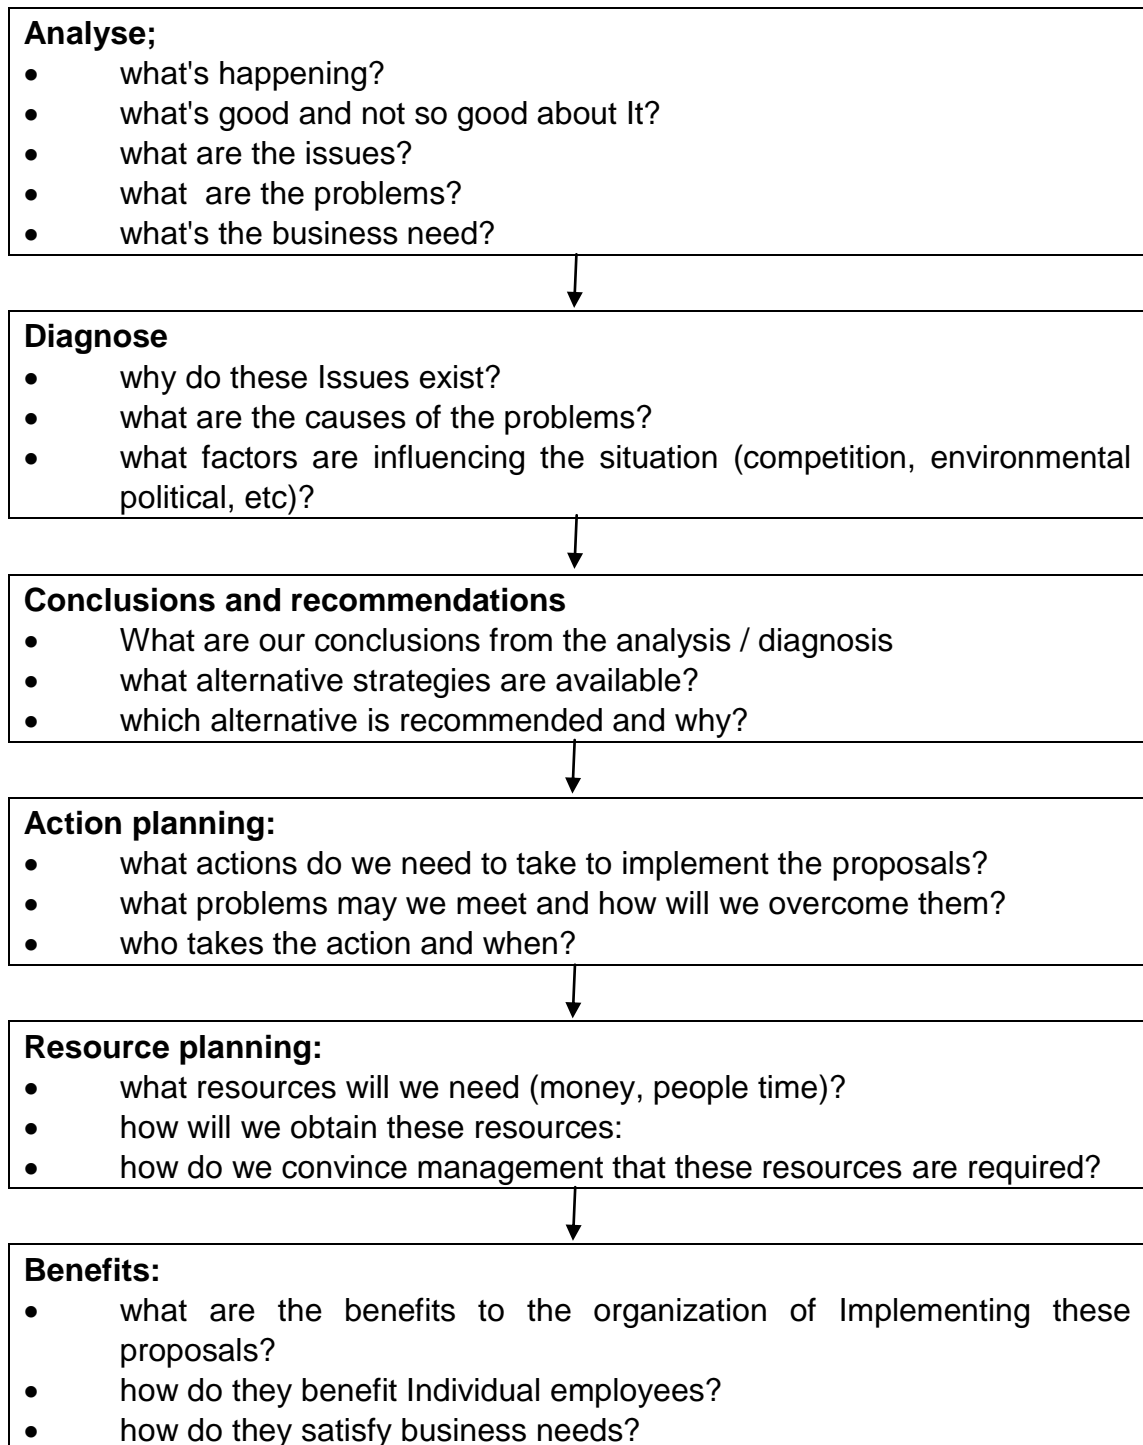 Analyse;
• what's happening?
• what's good and not so good about It?
• what are the issues?
• what  are the problems?
• what's the business need?
Diagnose
• why do these Issues exist?
• what are the causes of the problems?
• what factors are influencing the situation (competition, environmental
political, etc)?
Conclusions and recommendations
• What are our conclusions from the analysis / diagnosis
• what alternative strategies are available?
• which alternative is recommended and why?
Action planning:
• what actions do we need to take to implement the proposals?
• what problems may we meet and how will we overcome them?
• who takes the action and when?
Resource planning:
• what resources will we need (money, people time)?
• how will we obtain these resources:
• how do we convince management that these resources are required?
Benefits:
• what are the benefits to the organization of Implementing these
proposals?
• how do they benefit Individual employees?
• how do they satisfy business needs?